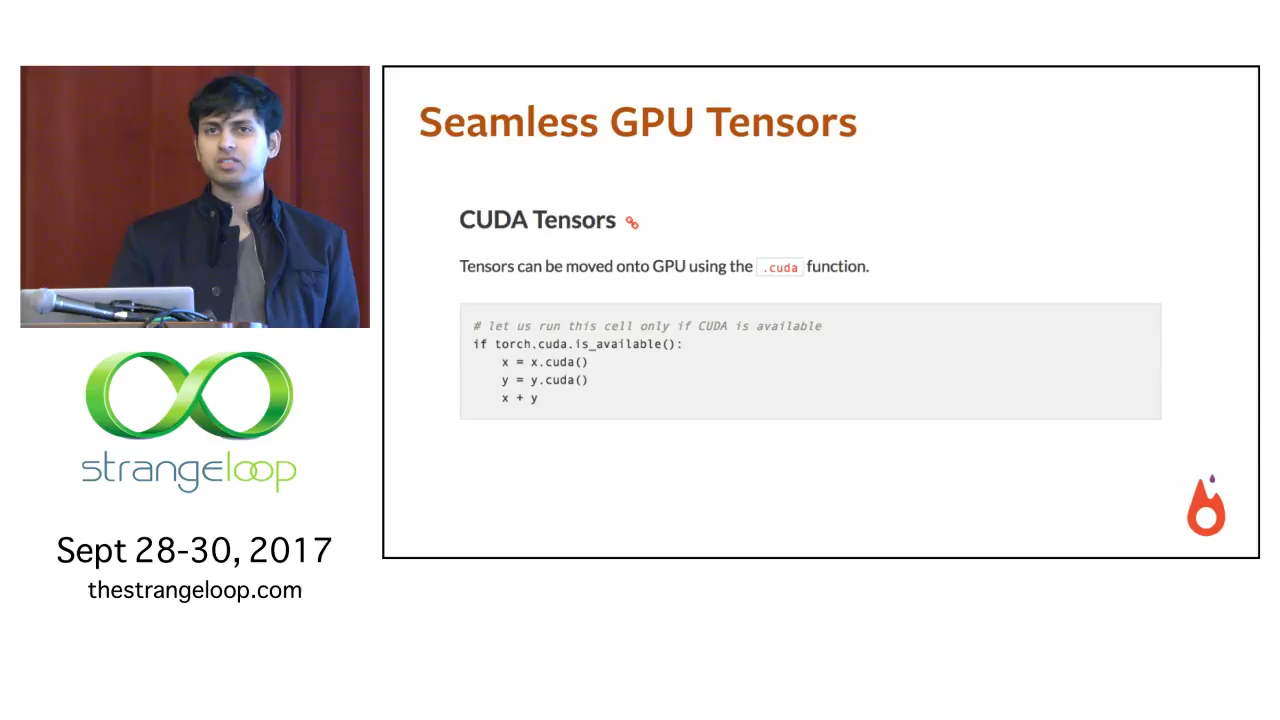 Seamless GPU Tensors
CUDA Tensors
Tensors can be moved onto GPU using the .cuda function.
# let us run this cell only if CUDA is available
if torch.cuda.is_available():
    x = x.cuda()
    y = y.cuda()
    x + y
strangeloop
Sept 28-30, 2017
thestrangeloop.com